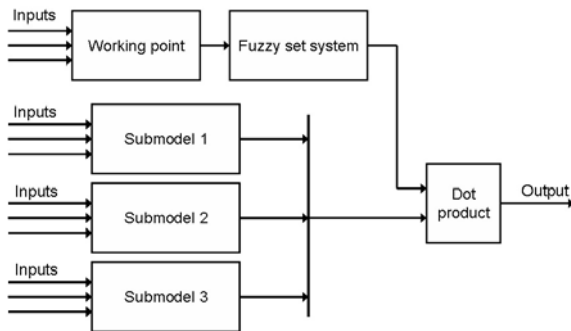 Inputs
Working point
Fuzzy set system
Inputs
Submodel 1
Inputs
Submodel 2
Dot
product
Output
Inputs
Submodel 3